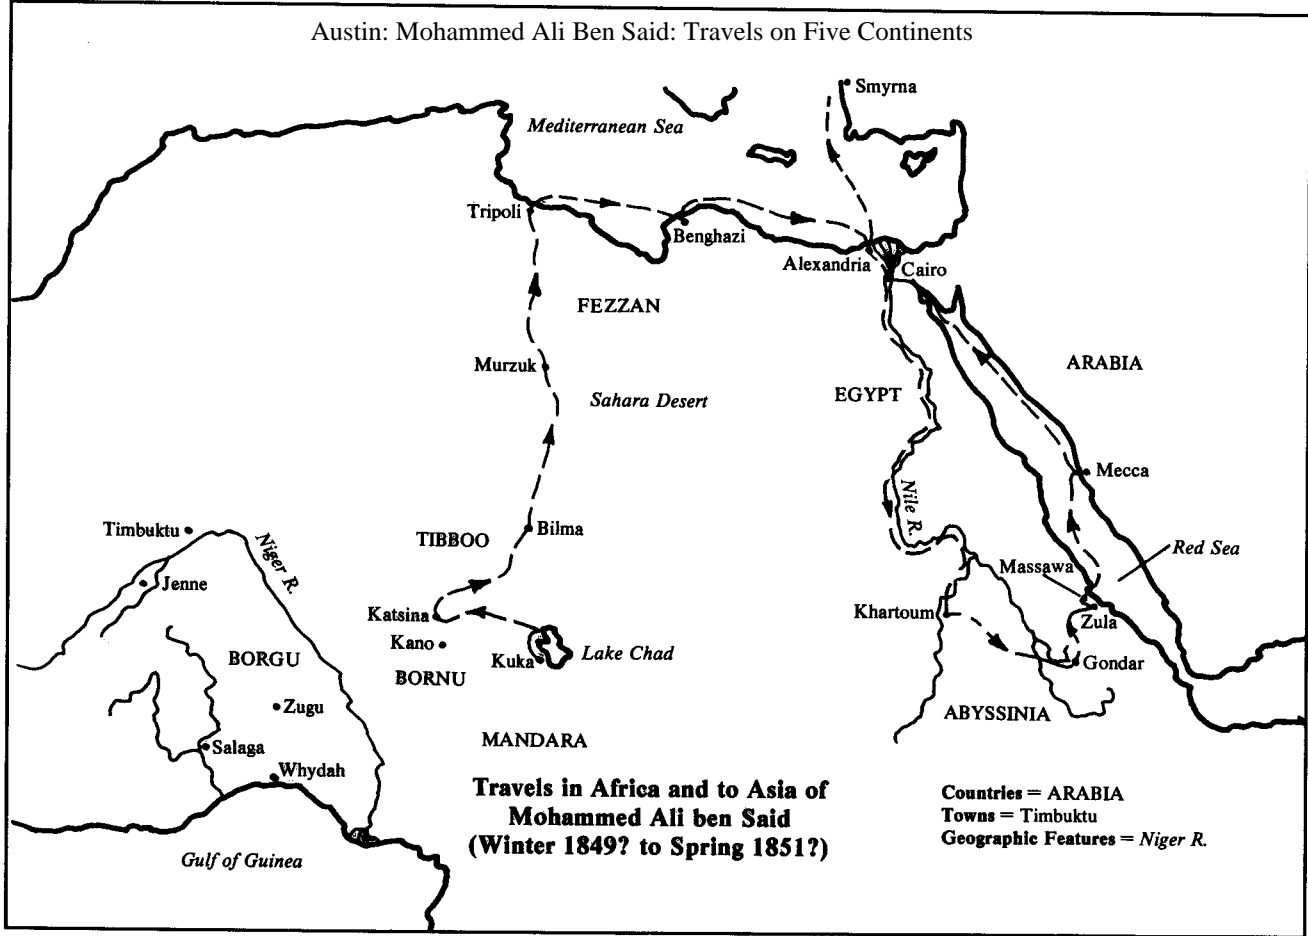 Austin: Mohammed Ali Ben Said: Travels on Five Continents
Smyrna
Mediterranean Sea
Tripoli
Benghazi
Alexandria
Cairo
FEZZAN
Murzuk
ARABIA
EGYPT
Sahara Desert
Mecca
Nile R.
Timbuktu
Niger R.
TIBBOO
Bilma
Red Sea
Massawa
Jenne
Katsina
Khartoum
Zula
Kano
BORGU
Kuka
Lake Chad
Gondar
BORNU
Zugu
ABYSSINIA
MANDARA
Salaga
Whydah
Travels in Africa and to Asia of
Mohammed Ali ben Said
(Winter 1849? to Spring 1851?)
Countries = ARABIA
Towns = Timbuktu
Geographic Features = Niger R.
Gulf of Guinea